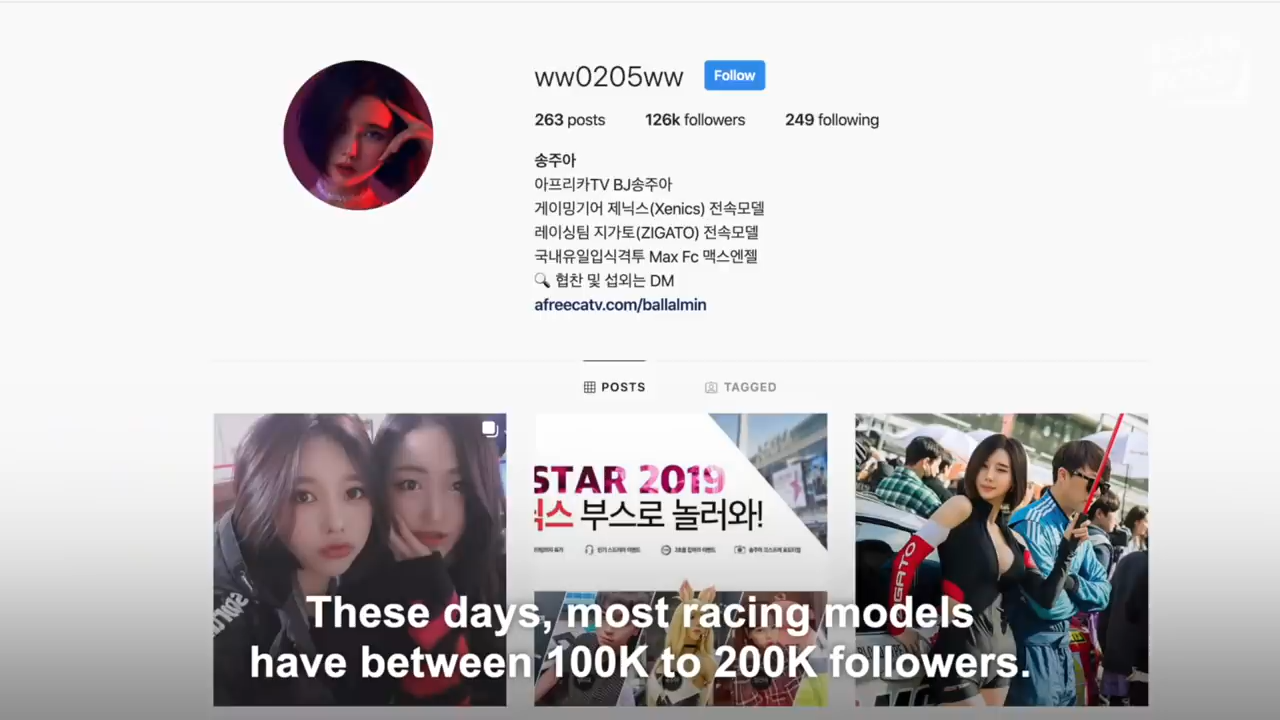 ww0205ww
Follow
263 posts
126k followers
249 following
송주아
아프리카TV BJ송주아
게이밍기어 제닉스(Xenics) 전속모델
레이싱팀 지가토(ZIGATO) 전속모델
국내유일입식격투 Max Fc 맥스엔젤
🔍 협찬 및 섭외는 DM
afreecatv.com/ballalmin
POSTS
TAGGED
STAR 2019
닉스 부스로 놀러와!
These days, most racing models
have between 100K to 200K followers.